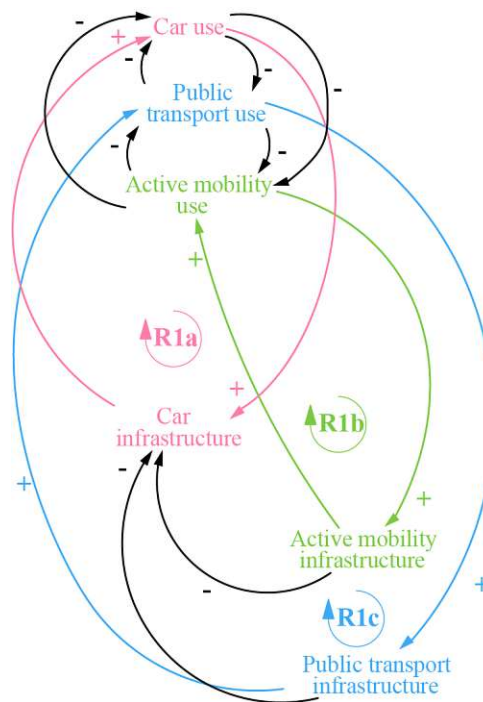 -
Car use
+
-
-
-
Public
transport use
-
-
Active mobility
use
+
R1a
+
Car
infrastructure
R1b
-
+
+
Active mobility
infrastructure
-
+
R1c
Public transport
infrastructure